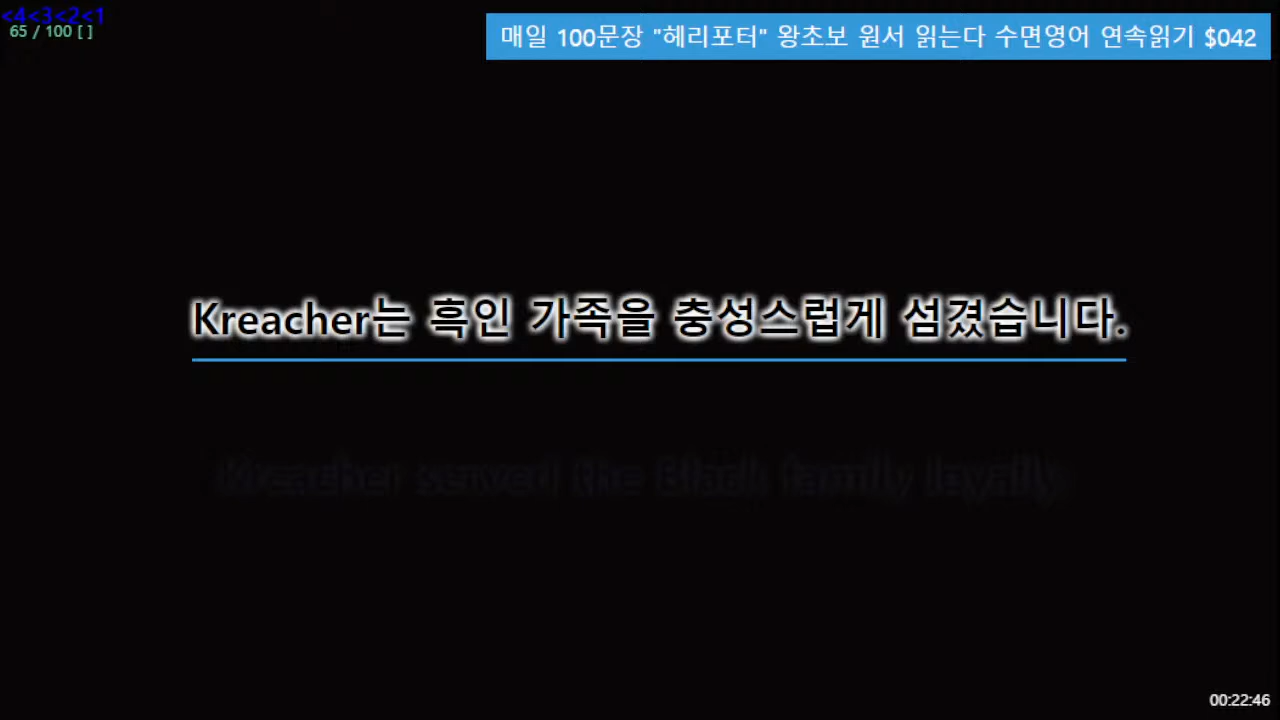 <4<3<2<1
65 / 100 [ ]
매일 100문장 "헤리포터" 왕초보 원서 읽는다 수면영어 연속읽기 $042
Kreacher는 흑인 가족을 충성스럽게 섬겼습니다.
Kreacher served the Black family loyally.
00:22:46